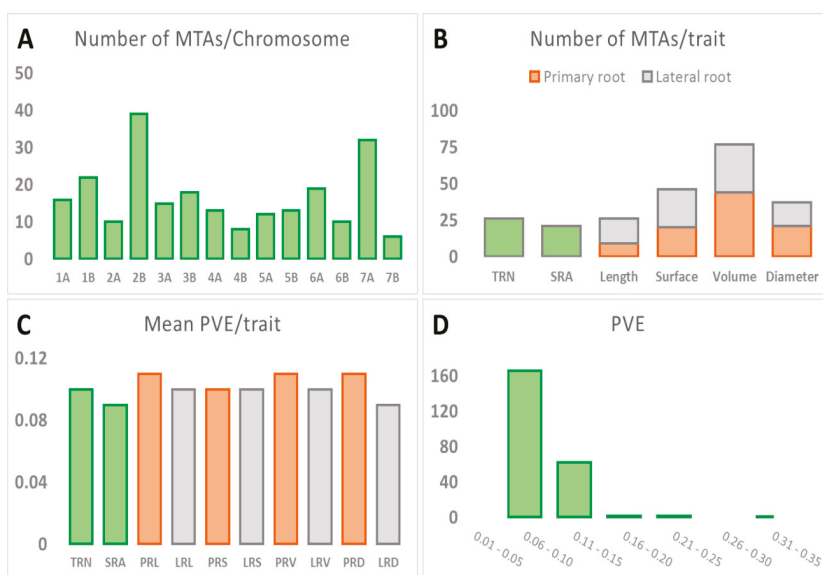 A Number of MTAs/Chromosome
50
40
30
20
10
0
1A 1B 2A 2B 3A 3B 4A 4B 5A 5B 6A 6B 7A 7B
B Number of MTAs/trait
Primary root Lateral root
100
75
50
25
0
TRN SRA Length Surface Volume Diameter
C Mean PVE/trait
0.12
0.08
0.04
0
TRN SRA PRL LRL PRS LRS PRV LRV PRD LRD
D PVE
160
120
80
40
0
0.01 - 0.05 0.06 - 0.10 0.11 - 0.15 0.16 - 0.20 0.21 - 0.25 0.26 - 0.30 0.31 - 0.35